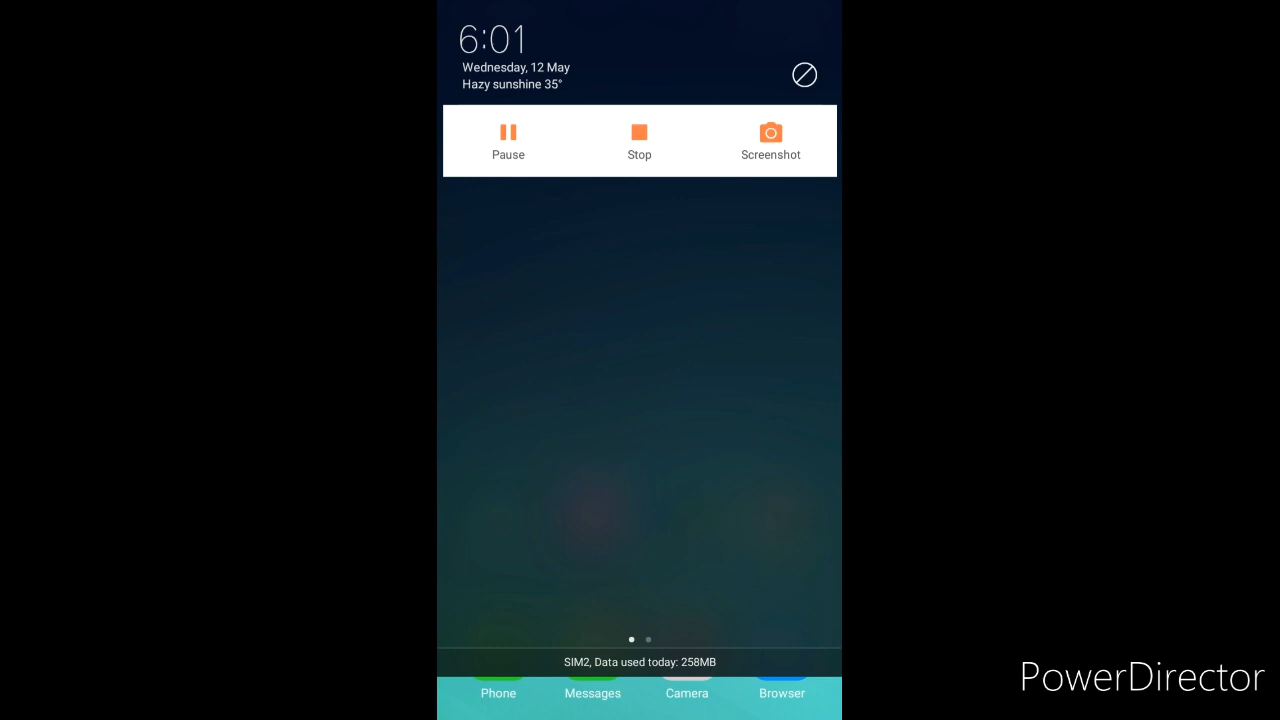 6:01
Wednesday, 12 May
Hazy sunshine 35°
Pause Stop Screenshot
SIM2, Data used today: 258MB
Phone Messages Camera Browser
PowerDirector